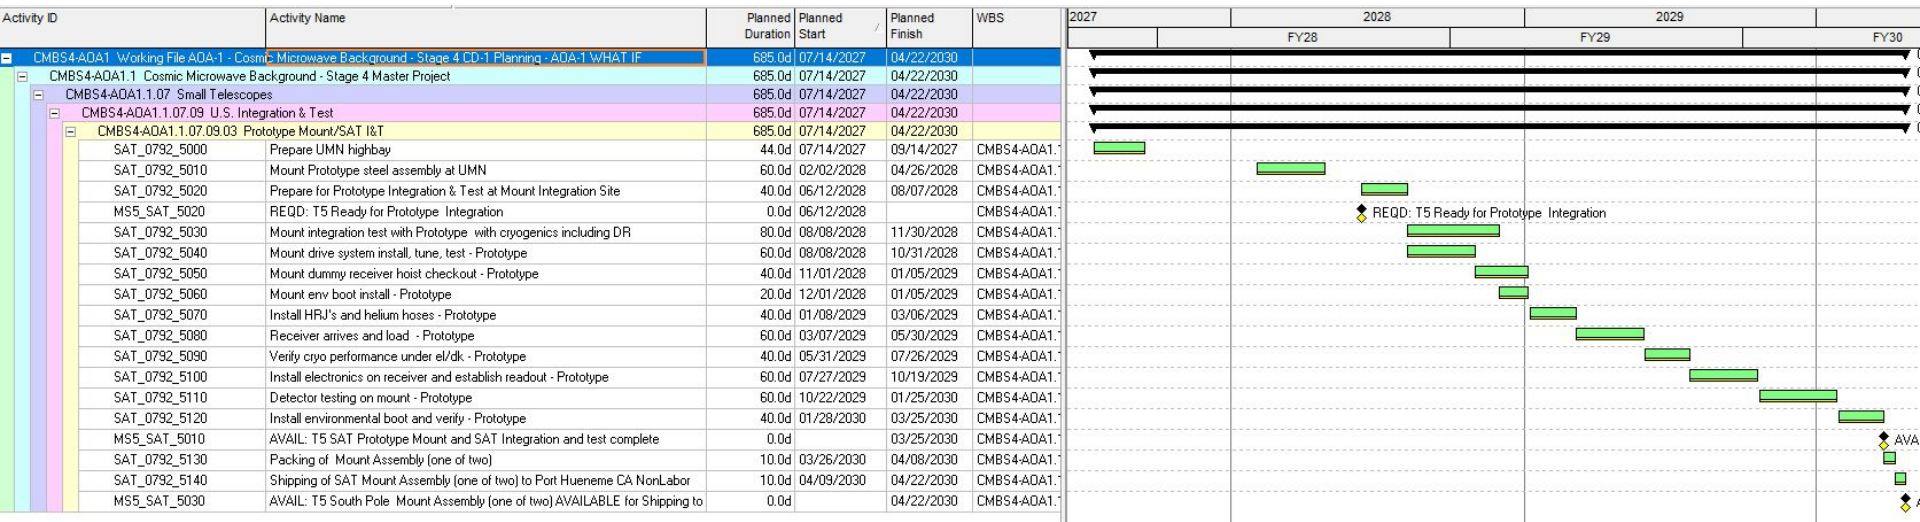 Activity ID Activity Name Planned Duration Planned Start Planned Finish WBS 2027 2028 2029
FY28 FY29 FY30
CMBS4-AOA1 Working File AOA-1 - Cosmic Microwave Background - Stage 4 CD-1 Planning - AOA-1 WHAT IF 685.0d 07/14/2027 04/22/2030
CMBS4-AOA1.1 Cosmic Microwave Background - Stage 4 Master Project 685.0d 07/14/2027 04/22/2030
CMBS4-AOA1.1.07 Small Telescopes 685.0d 07/14/2027 04/22/2030
CMBS4-AOA1.1.07.09 U.S. Integration & Test 685.0d 07/14/2027 04/22/2030
CMBS4-AOA1.1.07.09.03 Prototype Mount/SAT I&T 685.0d 07/14/2027 04/22/2030
SAT_0792_5000 Prepare UMN highbay 44.0d 07/14/2027 09/14/2027 CMBS4-AOA1.
SAT_0792_5010 Mount Prototype steel assembly at UMN 60.0d 02/02/2028 04/26/2028 CMBS4-AOA1.
SAT_0792_5020 Prepare for Prototype Integration & Test at Mount Integration Site 40.0d 06/12/2028 08/07/2028 CMBS4-AOA1.
MS5_SAT_5020 REQD: T5 Ready for Prototype Integration 0.0d 06/12/2028 CMBS4-AOA1. REQD: T5 Ready for Prototype Integration
SAT_0792_5030 Mount integration test with Prototype with cryogenics including DR 80.0d 08/08/2028 11/30/2028 CMBS4-AOA1.
SAT_0792_5040 Mount drive system install, tune, test - Prototype 60.0d 08/08/2028 10/31/2028 CMBS4-AOA1.
SAT_0792_5050 Mount dummy receiver hoist checkout - Prototype 40.0d 11/01/2028 01/05/2029 CMBS4-AOA1.
SAT_0792_5060 Mount env boot install - Prototype 20.0d 12/01/2028 01/05/2029 CMBS4-AOA1.
SAT_0792_5070 Install HRJ's and helium hoses - Prototype 40.0d 01/08/2029 03/06/2029 CMBS4-AOA1.
SAT_0792_5080 Receiver arrives and load - Prototype 60.0d 03/07/2029 05/30/2029 CMBS4-AOA1.
SAT_0792_5090 Verify cryo performance under el/dk - Prototype 40.0d 05/31/2029 07/26/2029 CMBS4-AOA1.
SAT_0792_5100 Install electronics on receiver and establish readout - Prototype 60.0d 07/27/2029 10/19/2029 CMBS4-AOA1.
SAT_0792_5110 Detector testing on mount - Prototype 60.0d 10/22/2029 01/25/2030 CMBS4-AOA1.
SAT_0792_5120 Install environmental boot and verify - Prototype 40.0d 01/28/2030 03/25/2030 CMBS4-AOA1.
MS5_SAT_5010 AVAIL: T5 SAT Prototype Mount and SAT Integration and test complete 0.0d 03/25/2030 CMBS4-AOA1. AVA
SAT_0792_5130 Packing of Mount Assembly (one of two) 10.0d 03/26/2030 04/08/2030 CMBS4-AOA1.
SAT_0792_5140 Shipping of SAT Mount Assembly (one of two) to Port Hueneme CA NonLabor 10.0d 04/09/2030 04/22/2030 CMBS4-AOA1.
MS5_SAT_5030 AVAIL: T5 South Pole Mount Assembly (one of two) AVAILABLE for Shipping to 0.0d 04/22/2030 CMBS4-AOA1.